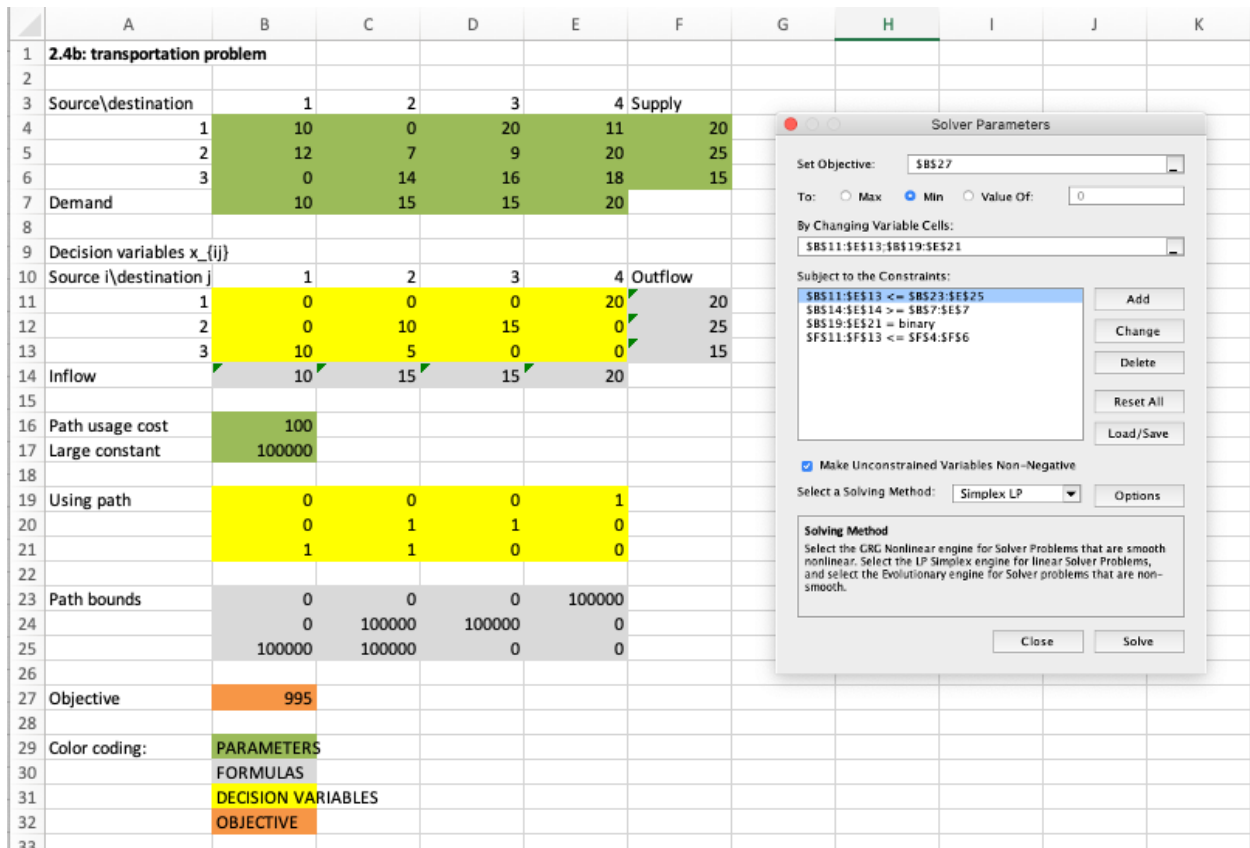 A B C D E F G H I J K
1 2.4b: transportation problem
2
3 Source\destination 1 2 3 4 Supply
4 1 10 0 20 11 20
5 2 12 7 9 20 25
6 3 0 14 16 18 15
7 Demand 10 15 15 20
8
9 Decision variables x_{ij}
10 Source i\destination j 1 2 3 4 Outflow
11 1 0 0 0 20 20
12 2 0 10 15 0 25
13 3 10 5 0 0 15
14 Inflow 10 15 15 20
15
16 Path usage cost 100
17 Large constant 100000
18
19 Using path 0 0 0 1
20 0 1 1 0
21 1 1 0 0
22
23 Path bounds 0 0 0 100000
24 0 100000 100000 0
25 100000 100000 0 0
26
27 Objective 995
28
29 Color coding: PARAMETERS
30 FORMULAS
31 DECISION VARIABLES
32 OBJECTIVE
33
Solver Parameters
Set Objective: $B$27
To: Max Min Value Of: 0
By Changing Variable Cells:
$B$11:$E$13;$B$19:$E$21
Subject to the Constraints:
$B$11:$E$13 <= $B$23:$E$25
$B$14:$E$14 >= $B$7:$E$7
$B$19:$E$21 = binary
$F$11:$F$13 <= $F$4:$F$6
Add
Change
Delete
Reset All
Load/Save
Make Unconstrained Variables Non-Negative
Select a Solving Method: Simplex LP Options
Solving Method
Select the GRG Nonlinear engine for Solver Problems that are smooth
nonlinear. Select the LP Simplex engine for linear Solver Problems,
and select the Evolutionary engine for Solver problems that are non-
smooth.
Close Solve